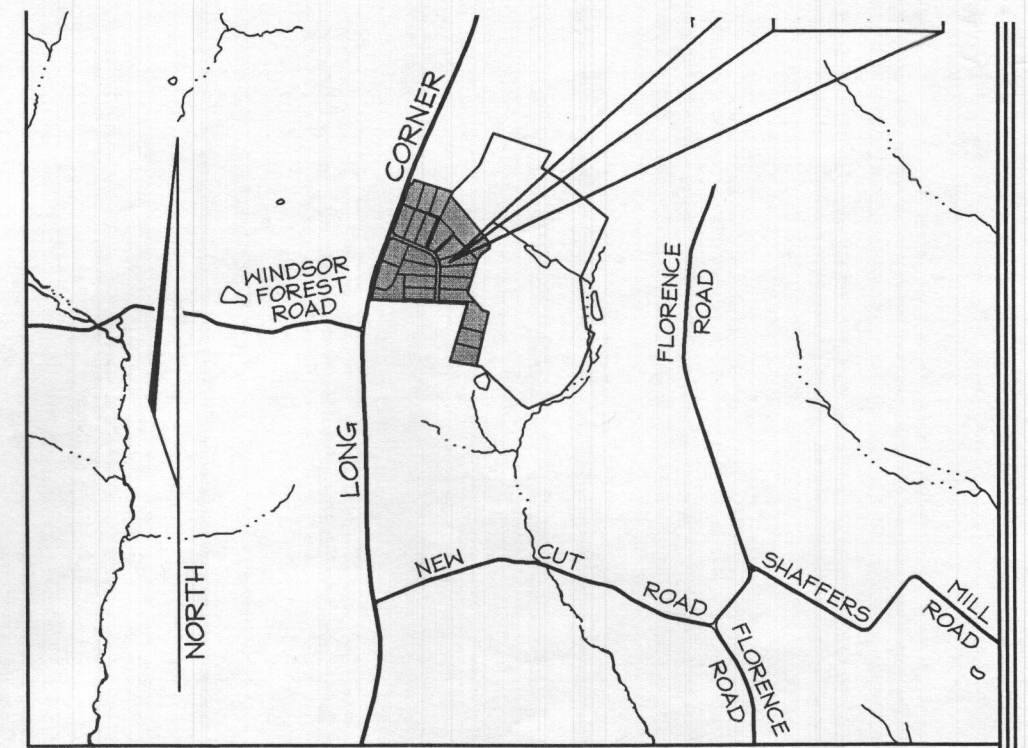 CORNER
WINDSOR
FOREST
ROAD
FLORENCE
ROAD
LONG
NEW CUT ROAD
SHAFFERS
MILL
ROAD
NORTH
FLORENCE
ROAD